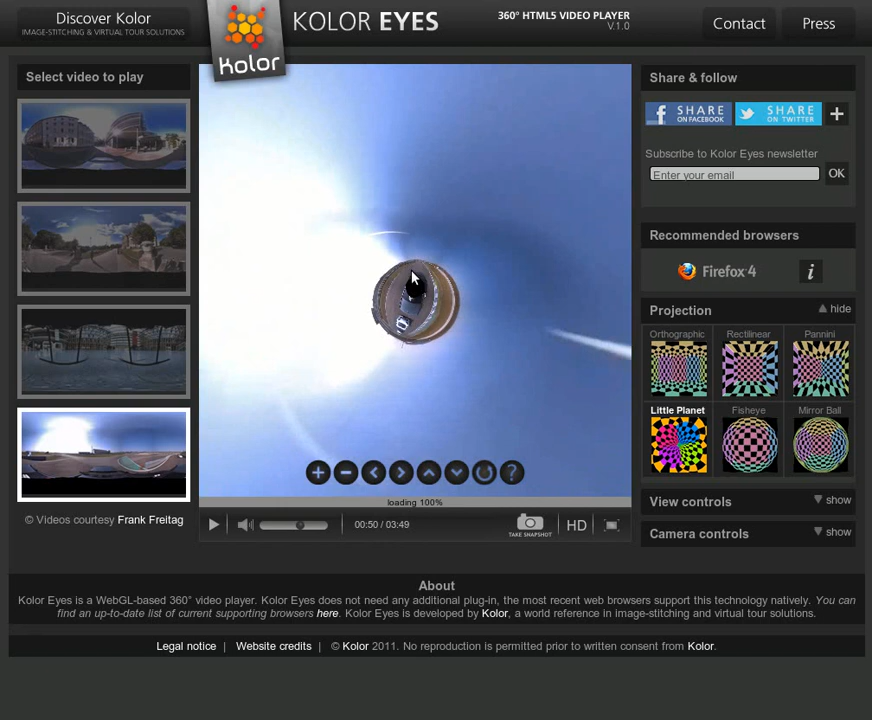 Discover Kolor
IMAGE-STITCHING & VIRTUAL TOUR SOLUTIONS
kolor
KOLOR EYES
360° HTML5 VIDEO PLAYER
V.1.0
Contact
Press
Select video to play
© Videos courtesy Frank Freitag
loading 100%
00:50 / 03:49
TAKE SNAPSHOT
HD
Share & follow
f SHARE ON FACEBOOK
SHARE ON TWITTER
+
Subscribe to Kolor Eyes newsletter
Enter your email
OK
Recommended browsers
Firefox 4
i
Projection
hide
Orthographic
Rectilinear
Pannini
Little Planet
Fisheye
Mirror Ball
View controls
show
Camera controls
show
About
Kolor Eyes is a WebGL-based 360° video player. Kolor Eyes does not need any additional plug-in, the most recent web browsers support this technology natively. You can
find an up-to-date list of current supporting browsers here. Kolor Eyes is developed by Kolor, a world reference in image-stitching and virtual tour solutions.
Legal notice | Website credits | © Kolor 2011. No reproduction is permitted prior to written consent from Kolor.